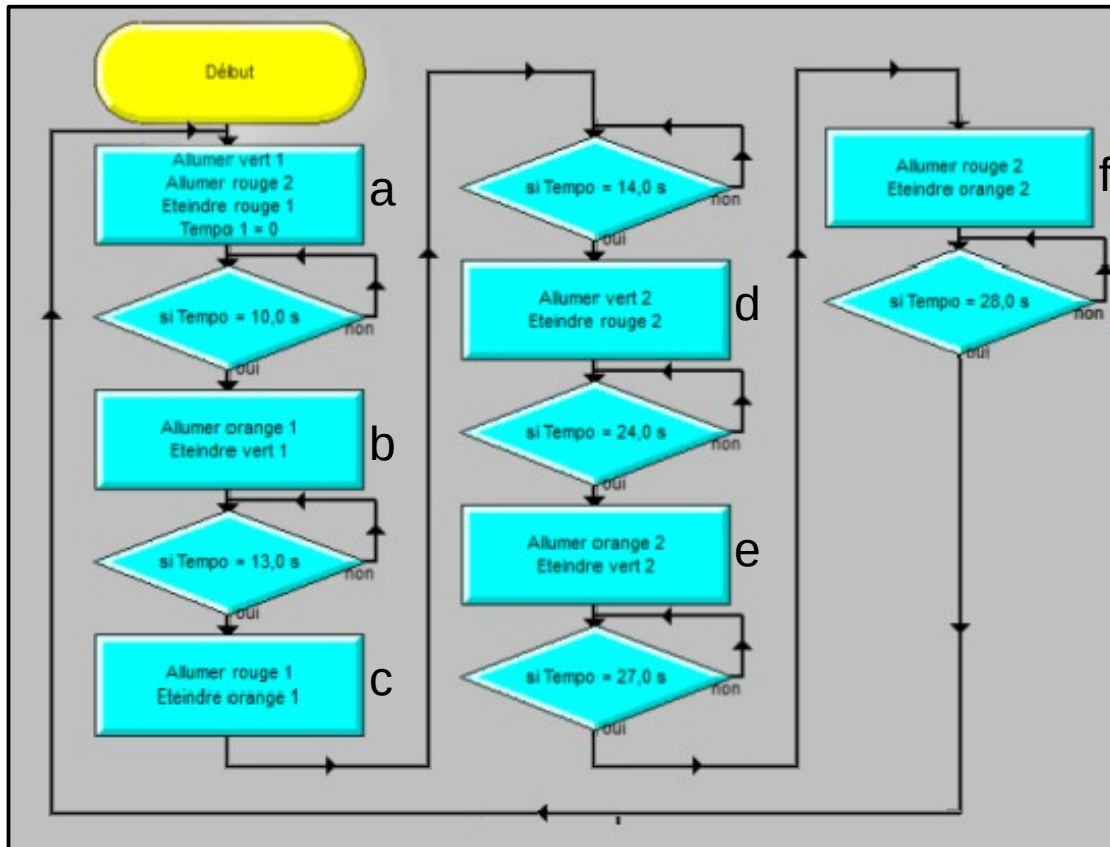 Début
Allumer vert 1
Allumer rouge 2
Eteindre rouge 1
Tempo 1 = 0
a
si Tempo = 10,0 s
non
oui
Allumer orange 1
Eteindre vert 1
b
si Tempo = 13,0 s
non
oui
Allumer rouge 1
Eteindre orange 1
c
si Tempo = 14,0 s
non
oui
Allumer vert 2
Eteindre rouge 2
d
si Tempo = 24,0 s
non
oui
Allumer orange 2
Eteindre vert 2
e
si Tempo = 27,0 s
non
oui
Allumer rouge 2
Eteindre orange 2
f
si Tempo = 28,0 s
non
oui